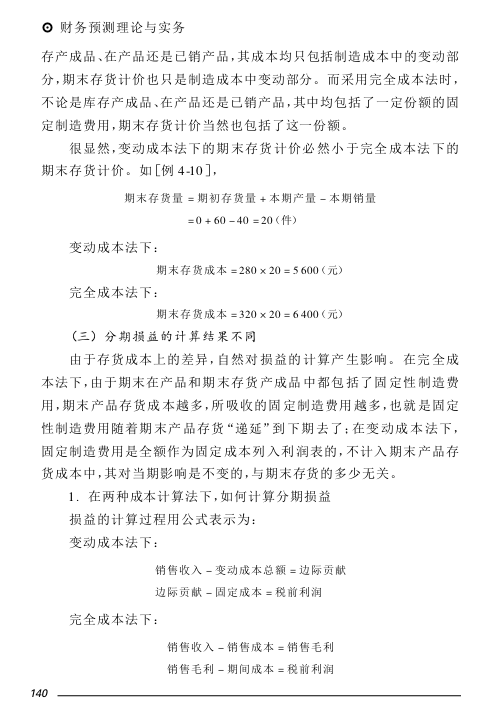 财务预测理论与实务
存产成品、在产品还是已销产品,其成本均只包括制造成本中的变动部
分,期末存货计价也只是制造成本中变动部分。而采用完全成本法时,
不论是库存产成品、在产品还是已销产品,其中均包括了一定份额的固
定制造费用,期末存货计价当然也包括了这一份额。
很显然,变动成本法下的期末存货计价必然小于完全成本法下的
期末存货计价。如[例 4-10],
期末存货量 = 期初存货量 + 本期产量 - 本期销量
= 0 + 60 - 40 = 20(件)
变动成本法下:
期末存货成本 = 280 × 20 = 5 600(元)
完全成本法下:
期末存货成本 = 320 × 20 = 6 400(元)
(三) 分期损益的计算结果不同
由于存货成本上的差异,自然对损益的计算产生影响。在完全成
本法下,由于期末在产品和期末存货产成品中都包括了固定性制造费
用,期末产品存货成本越多,所吸收的固定制造费用越多,也就是固定
性制造费用随着期末产品存货“递延”到下期去了;在变动成本法下,
固定制造费用是全额作为固定成本列入利润表的,不计入期末产品存
货成本中,其对当期影响是不变的,与期末存货的多少无关。
1. 在两种成本计算法下,如何计算分期损益
损益的计算过程用公式表示为:
变动成本法下:
销售收入 - 变动成本总额 = 边际贡献
边际贡献 - 固定成本 = 税前利润
完全成本法下:
销售收入 - 销售成本 = 销售毛利
销售毛利 - 期间成本 = 税前利润
140